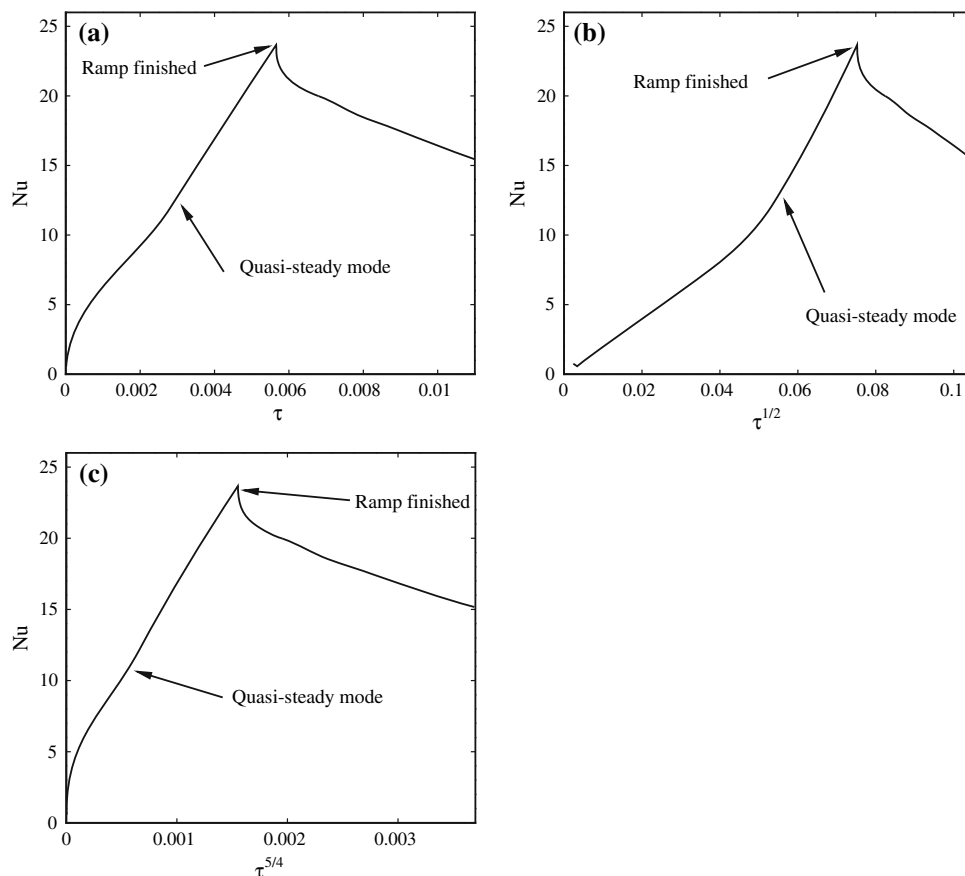 (a)
Ramp finished
Quasi-steady mode
Nu
25
20
15
10
5
0
0 0.002 0.004 0.006 0.008 0.01
τ
(b)
Ramp finished
Quasi-steady mode
Nu
25
20
15
10
5
0
0 0.02 0.04 0.06 0.08 0.1
τ^{1/2}
(c)
Ramp finished
Quasi-steady mode
Nu
25
20
15
10
5
0
0 0.001 0.002 0.003
τ^{5/4}